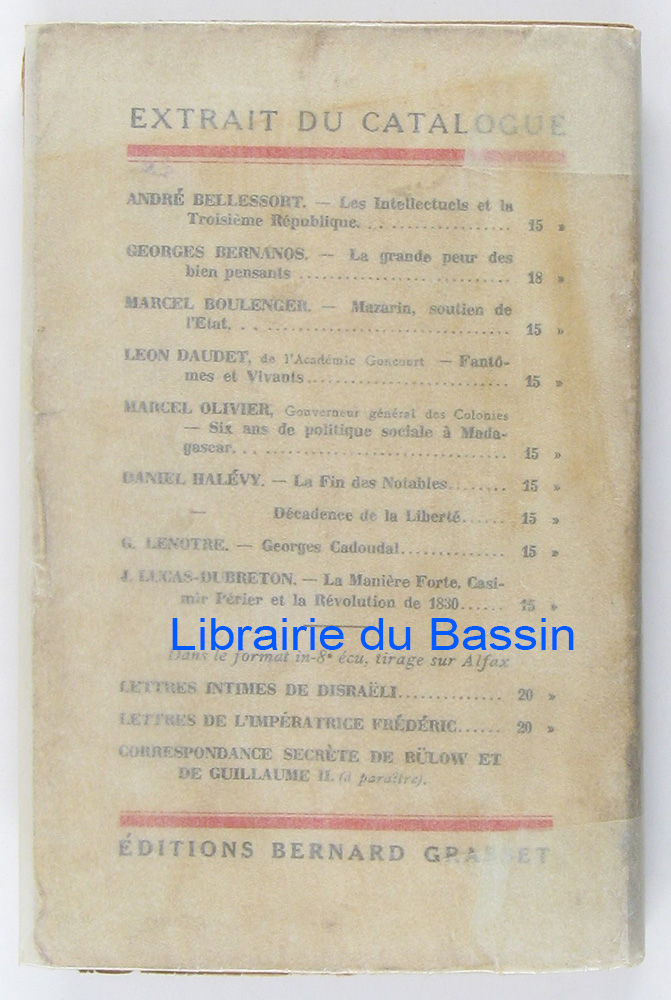 EXTRAIT DU CATALOGUE
ANDRÉ BELLESSORT. — Les Intellectuels et la
Troisième République. . . . . . . . . . . . . . . . . . . 15 »
GEORGES BERNANOS. — La grande peur des
bien pensants . . . . . . . . . . . . . . . . . . . . . . . . . . . . . 18 »
MARCEL BOULENGER. — Mazarin, soutien de
l'Etat. . . . . . . . . . . . . . . . . . . . . . . . . . . . . . . . . . 15 »
LEON DAUDET, de l'Académie Goncourt — Fantô-
mes et Vivants . . . . . . . . . . . . . . . . . . . . . . . . . . . . 15 »
MARCEL OLIVIER, Gouverneur général des Colonies
— Six ans de politique sociale à Mada-
gascar. . . . . . . . . . . . . . . . . . . . . . . . . . . . . . . . . . 15 »
DANIEL HALÉVY. — La Fin des Notables........ 15 »
— Décadence de la Liberté...... 15 »
G. LENOTRE. — Georges Cadoudal.............. 15 »
J. LUCAS-DUBRETON. — La Manière Forte. Casi-
mir Périer et la Révolution de 1830...... 15 »
Librairie du Bassin
Dans le format in-8° écu, tirage sur Alfax
LETTRES INTIMES DE DISRAËLI.............. 20 »
LETTRES DE L'IMPÉRATRICE FRÉDÉRIC...... 20 »
CORRESPONDANCE SECRÈTE DE BÜLOW ET
DE GUILLAUME II. (à paraître).
ÉDITIONS BERNARD GRASSET